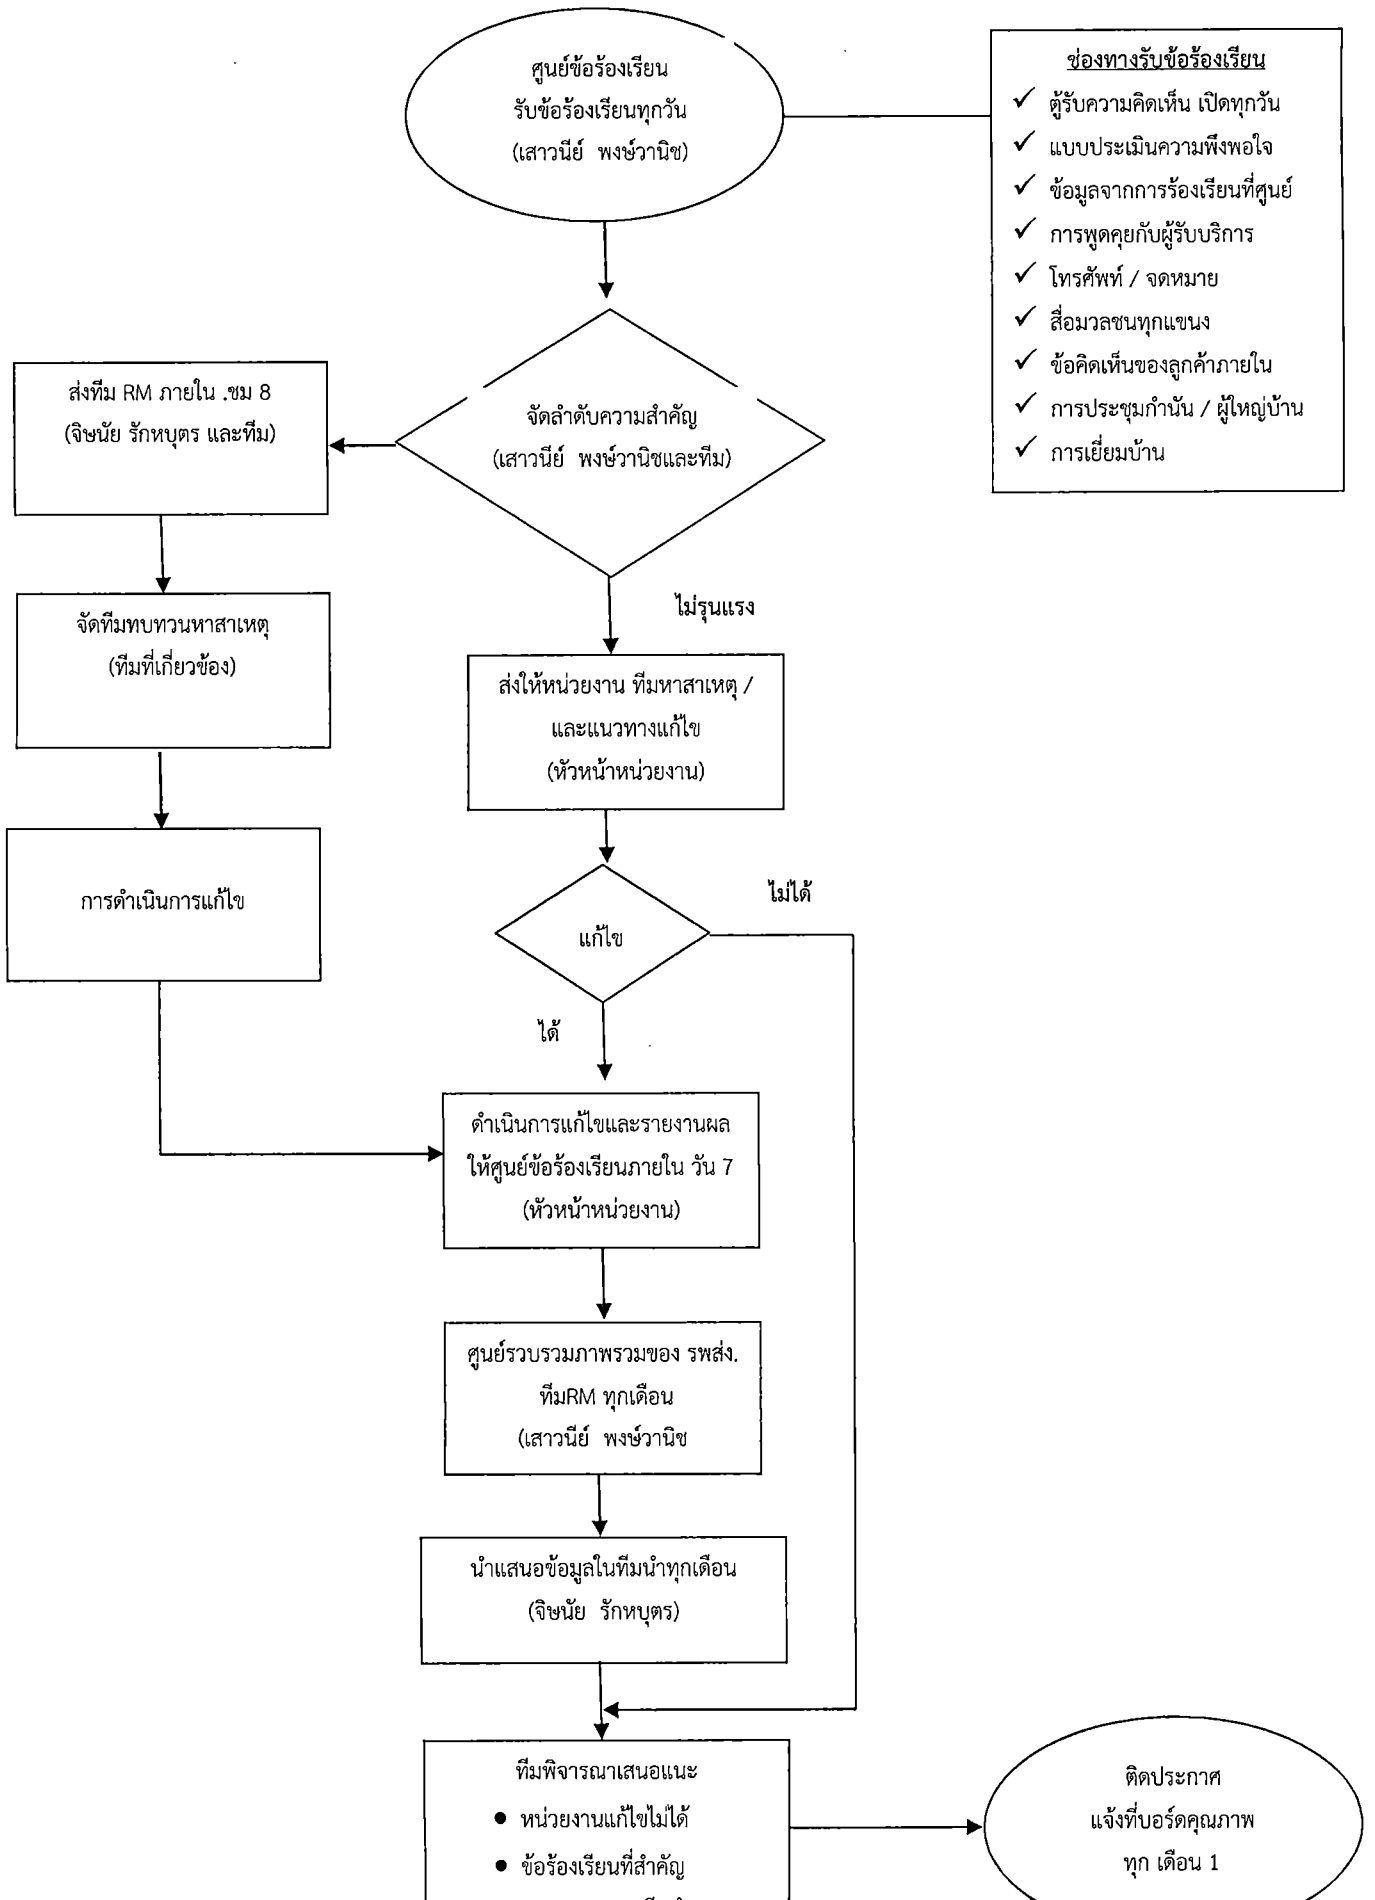 ศูนย์ข้อร้องเรียน
รับข้อร้องเรียนทุกวัน
(เสาวนีย์ พงษ์วานิช)
ช่องทางรับข้อร้องเรียน
✓ ตู้รับความคิดเห็น เปิดทุกวัน
✓ แบบประเมินความพึงพอใจ
✓ ข้อมูลจากการร้องเรียนที่ศูนย์
✓ การพูดคุยกับผู้รับบริการ
✓ โทรศัพท์ / จดหมาย
✓ สื่อมวลชนทุกแขนง
✓ ข้อคิดเห็นของลูกค้าภายใน
✓ การประชุมกำนัน / ผู้ใหญ่บ้าน
✓ การเยี่ยมบ้าน
จัดลำดับความสำคัญ
(เสาวนีย์ พงษ์วานิชและทีม)
ส่งทีม RM ภายใน .ชม 8
(จิษนัย รักหบุตร และทีม)
จัดทีมทบทวนหาสาเหตุ
(ทีมที่เกี่ยวข้อง)
การดำเนินการแก้ไข
ไม่รุนแรง
ส่งให้หน่วยงาน ทีมหาสาเหตุ /
และแนวทางแก้ไข
(หัวหน้าหน่วยงาน)
แก้ไข
ไม่ได้
ได้
ดำเนินการแก้ไขและรายงานผล
ให้ศูนย์ข้อร้องเรียนภายใน วัน 7
(หัวหน้าหน่วยงาน)
ศูนย์รวบรวมภาพรวมของ รพส่ง.
ทีมRM ทุกเดือน
(เสาวนีย์ พงษ์วานิช
นำเสนอข้อมูลในทีมนำทุกเดือน
(จิษนัย รักหบุตร)
ทีมพิจารณาเสนอแนะ
● หน่วยงานแก้ไขไม่ได้
● ข้อร้องเรียนที่สำคัญ
ติดประกาศ
แจ้งที่บอร์ดคุณภาพ
ทุก เดือน 1